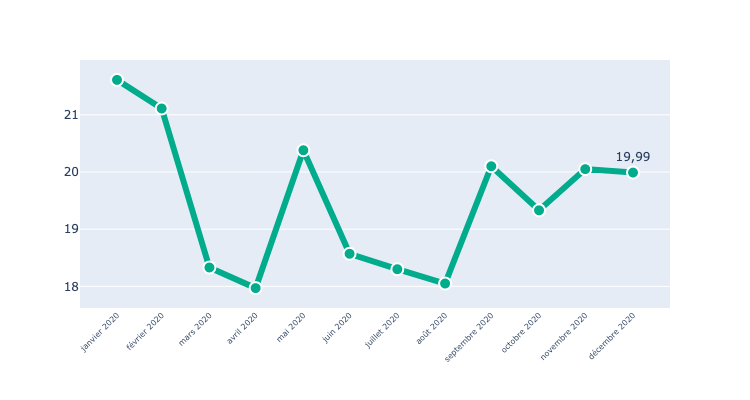 21
20
19
18
19,99
janvier 2020
février 2020
mars 2020
avril 2020
mai 2020
juin 2020
juillet 2020
août 2020
septembre 2020
octobre 2020
novembre 2020
décembre 2020